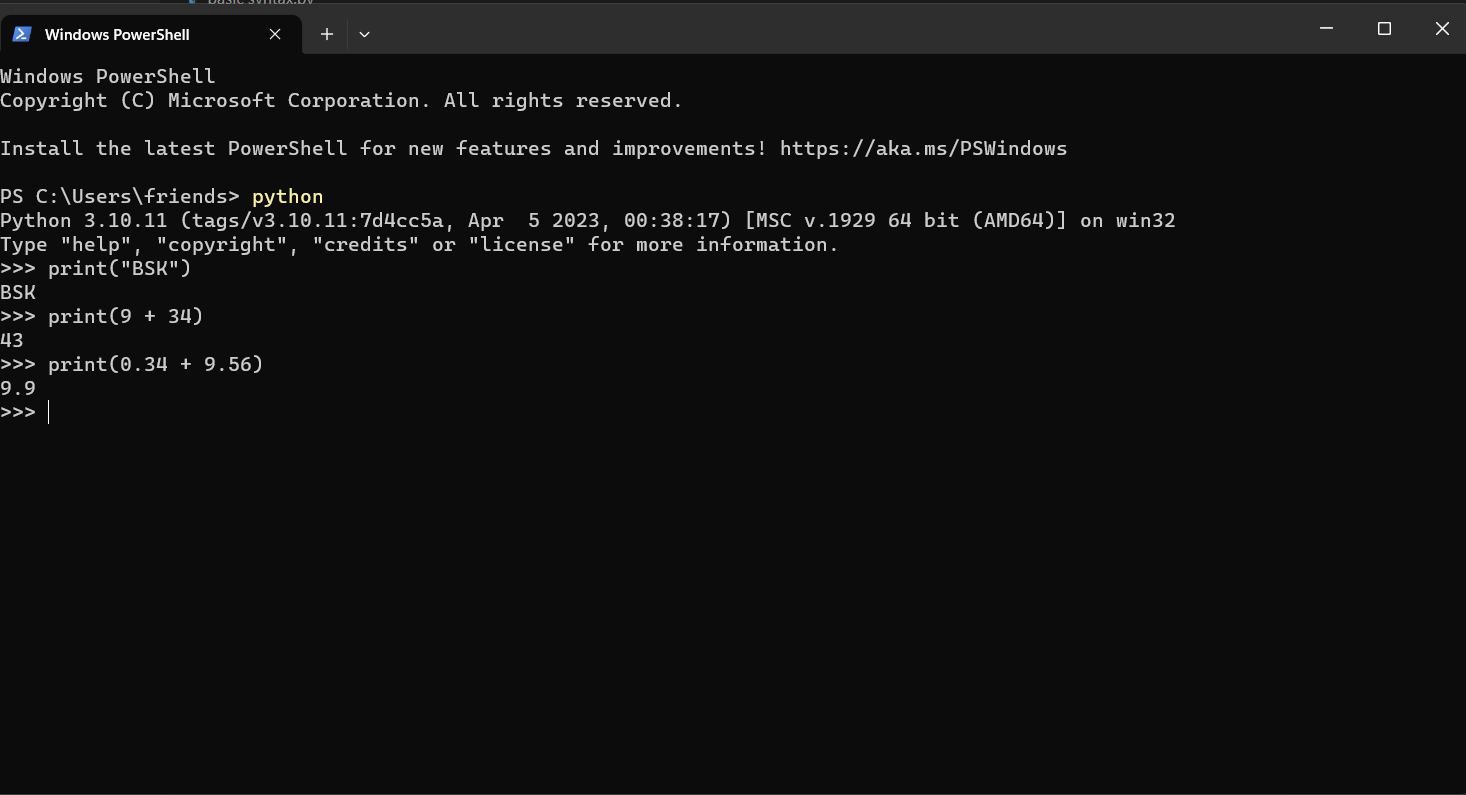 basic syntax.py
Windows PowerShell
Windows PowerShell
Copyright (C) Microsoft Corporation. All rights reserved.
Install the latest PowerShell for new features and improvements! https://aka.ms/PSWindows
PS C:\Users\friends> python
Python 3.10.11 (tags/v3.10.11:7d4cc5a, Apr  5 2023, 00:38:17) [MSC v.1929 64 bit (AMD64)] on win32
Type "help", "copyright", "credits" or "license" for more information.
>>> print("BSK")
BSK
>>> print(9 + 34)
43
>>> print(0.34 + 9.56)
9.9
>>>